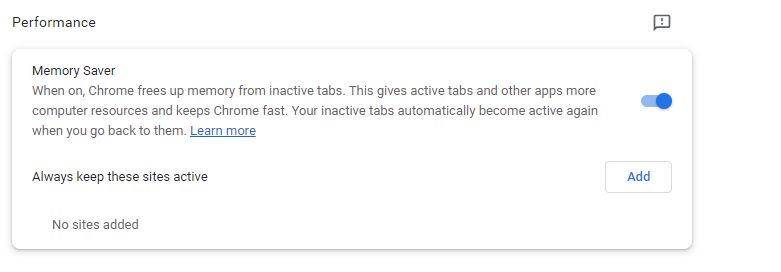 Performance
Memory Saver
When on, Chrome frees up memory from inactive tabs. This gives active tabs and other apps more
computer resources and keeps Chrome fast. Your inactive tabs automatically become active again
when you go back to them. Learn more
Always keep these sites active
Add
No sites added